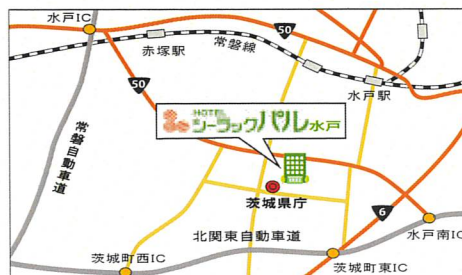 水戸IC
50
赤塚駅
常磐線
水戸駅
50
HOTEL
シーラックパル水戸
常磐自動車道
茨城県庁
6
水戸南IC
北関東自動車道
茨城町西IC
茨城町東IC